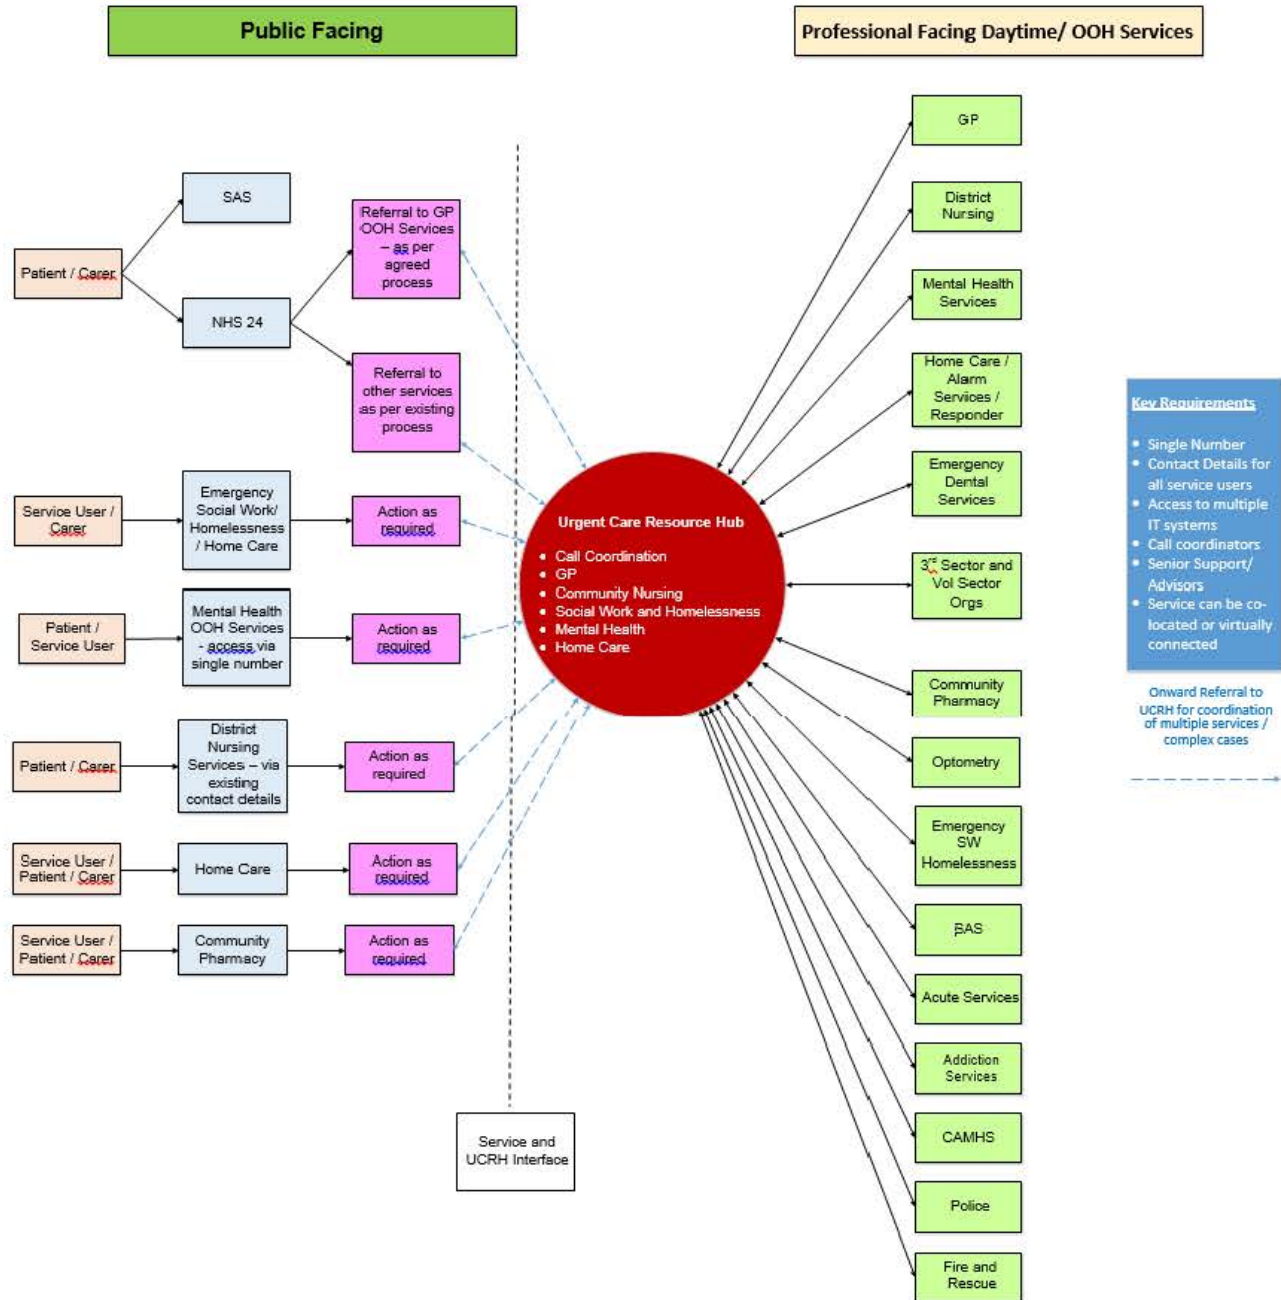 Public Facing
Professional Facing Daytime/ OOH Services
Patient / Carer
SAS
NHS 24
Referral to GP
OOH Services
– as per
agreed
process
Referral to
other services
as per existing
process
Service User /
Carer
Emergency
Social Work/
Homelessness
/ Home Care
Action as
required
Patient /
Service User
Mental Health
OOH Services
- access via
single number
Action as
required
Patient / Carer
District
Nursing
Services – via
existing
contact details
Action as
required
Service User /
Patient / Carer
Home Care
Action as
required
Service User /
Patient / Carer
Community
Pharmacy
Action as
required
Service and
UCRH Interface
Urgent Care Resource Hub
• Call Coordination
• GP
• Community Nursing
• Social Work and Homelessness
• Mental Health
• Home Care
GP
District
Nursing
Mental Health
Services
Home Care /
Alarm
Services /
Responder
Emergency
Dental
Services
3rd Sector and
Vol Sector
Orgs
Community
Pharmacy
Optometry
Emergency
SW
Homelessness
SAS
Acute Services
Addiction
Services
CAMHS
Police
Fire and
Rescue
Key Requirements
• Single Number
• Contact Details for
all service users
• Access to multiple
IT systems
• Call coordinators
• Senior Support/
Advisors
• Service can be co-
located or virtually
connected
Onward Referral to
UCRH for coordination
of multiple services /
complex cases